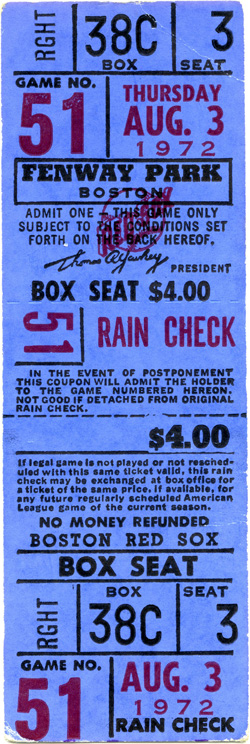 RGHT
38C 3
BOX SEAT
GAME NO.
51
THURSDAY
AUG. 3
1972
FENWAY PARK
BOSTON
ADMIT ONE – THIS GAME ONLY
SUBJECT TO THE CONDITIONS SET
FORTH ON THE BACK HEREOF.
Thomas A Yawkey
PRESIDENT
BOX SEAT $4.00
51 RAIN CHECK
IN THE EVENT OF POSTPONEMENT
THIS COUPON WILL ADMIT THE HOLDER
TO THE GAME NUMBERED HEREON.
NOT GOOD IF DETACHED FROM ORIGINAL
RAIN CHECK.
$4.00
If legal game is not played or not resched-
uled with this same ticket valid, this rain
check may be exchanged at box office for
a ticket of the same price, if available, for
any future regularly scheduled American
League game of the current season.
NO MONEY REFUNDED
BOSTON RED SOX
BOX SEAT
RGHT
BOX SEAT
38C 3
GAME NO.
51
AUG. 3
1972
RAIN CHECK